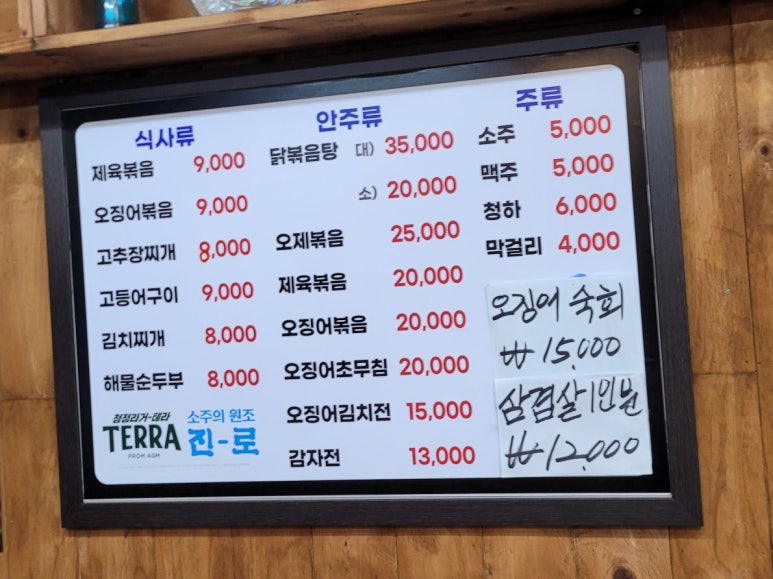 식사류
제육볶음 9,000
오징어볶음 9,000
고추장찌개 8,000
고등어구이 9,000
김치찌개 8,000
해물순두부 8,000
청정라거-테라
TERRA
FROM AGM
소주의 원조
진-로
안주류
닭볶음탕 대) 35,000
소) 20,000
오제볶음 25,000
제육볶음 20,000
오징어볶음 20,000
오징어초무침 20,000
오징어김치전 15,000
감자전 13,000
주류
소주 5,000
맥주 5,000
청하 6,000
막걸리 4,000
오징어 숙회
₩15,000
삼겹살 1인분
₩12,000